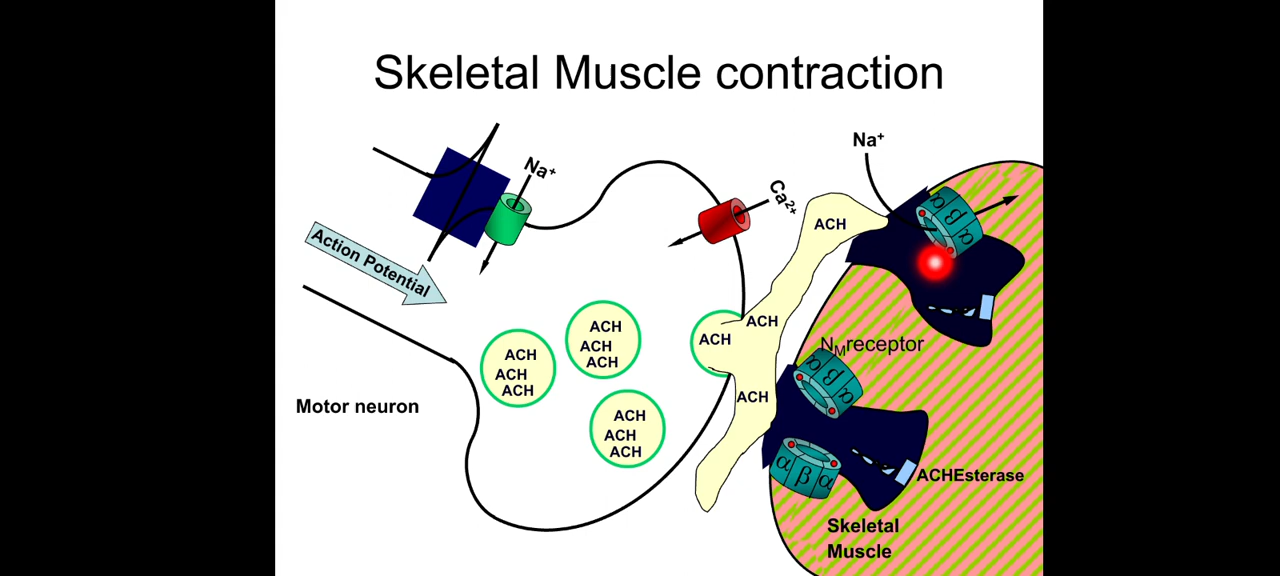 Skeletal Muscle contraction
Na⁺
Na⁺
Ca²⁺
ACH
α β α
Action Potential
ACH
ACH
ACH
ACH
ACH
ACH
ACH
ACH
NMreceptor
α β α
ACH
ACH
ACH
ACH
Motor neuron
ACH
α β α
ACHEsterase
Skeletal
Muscle